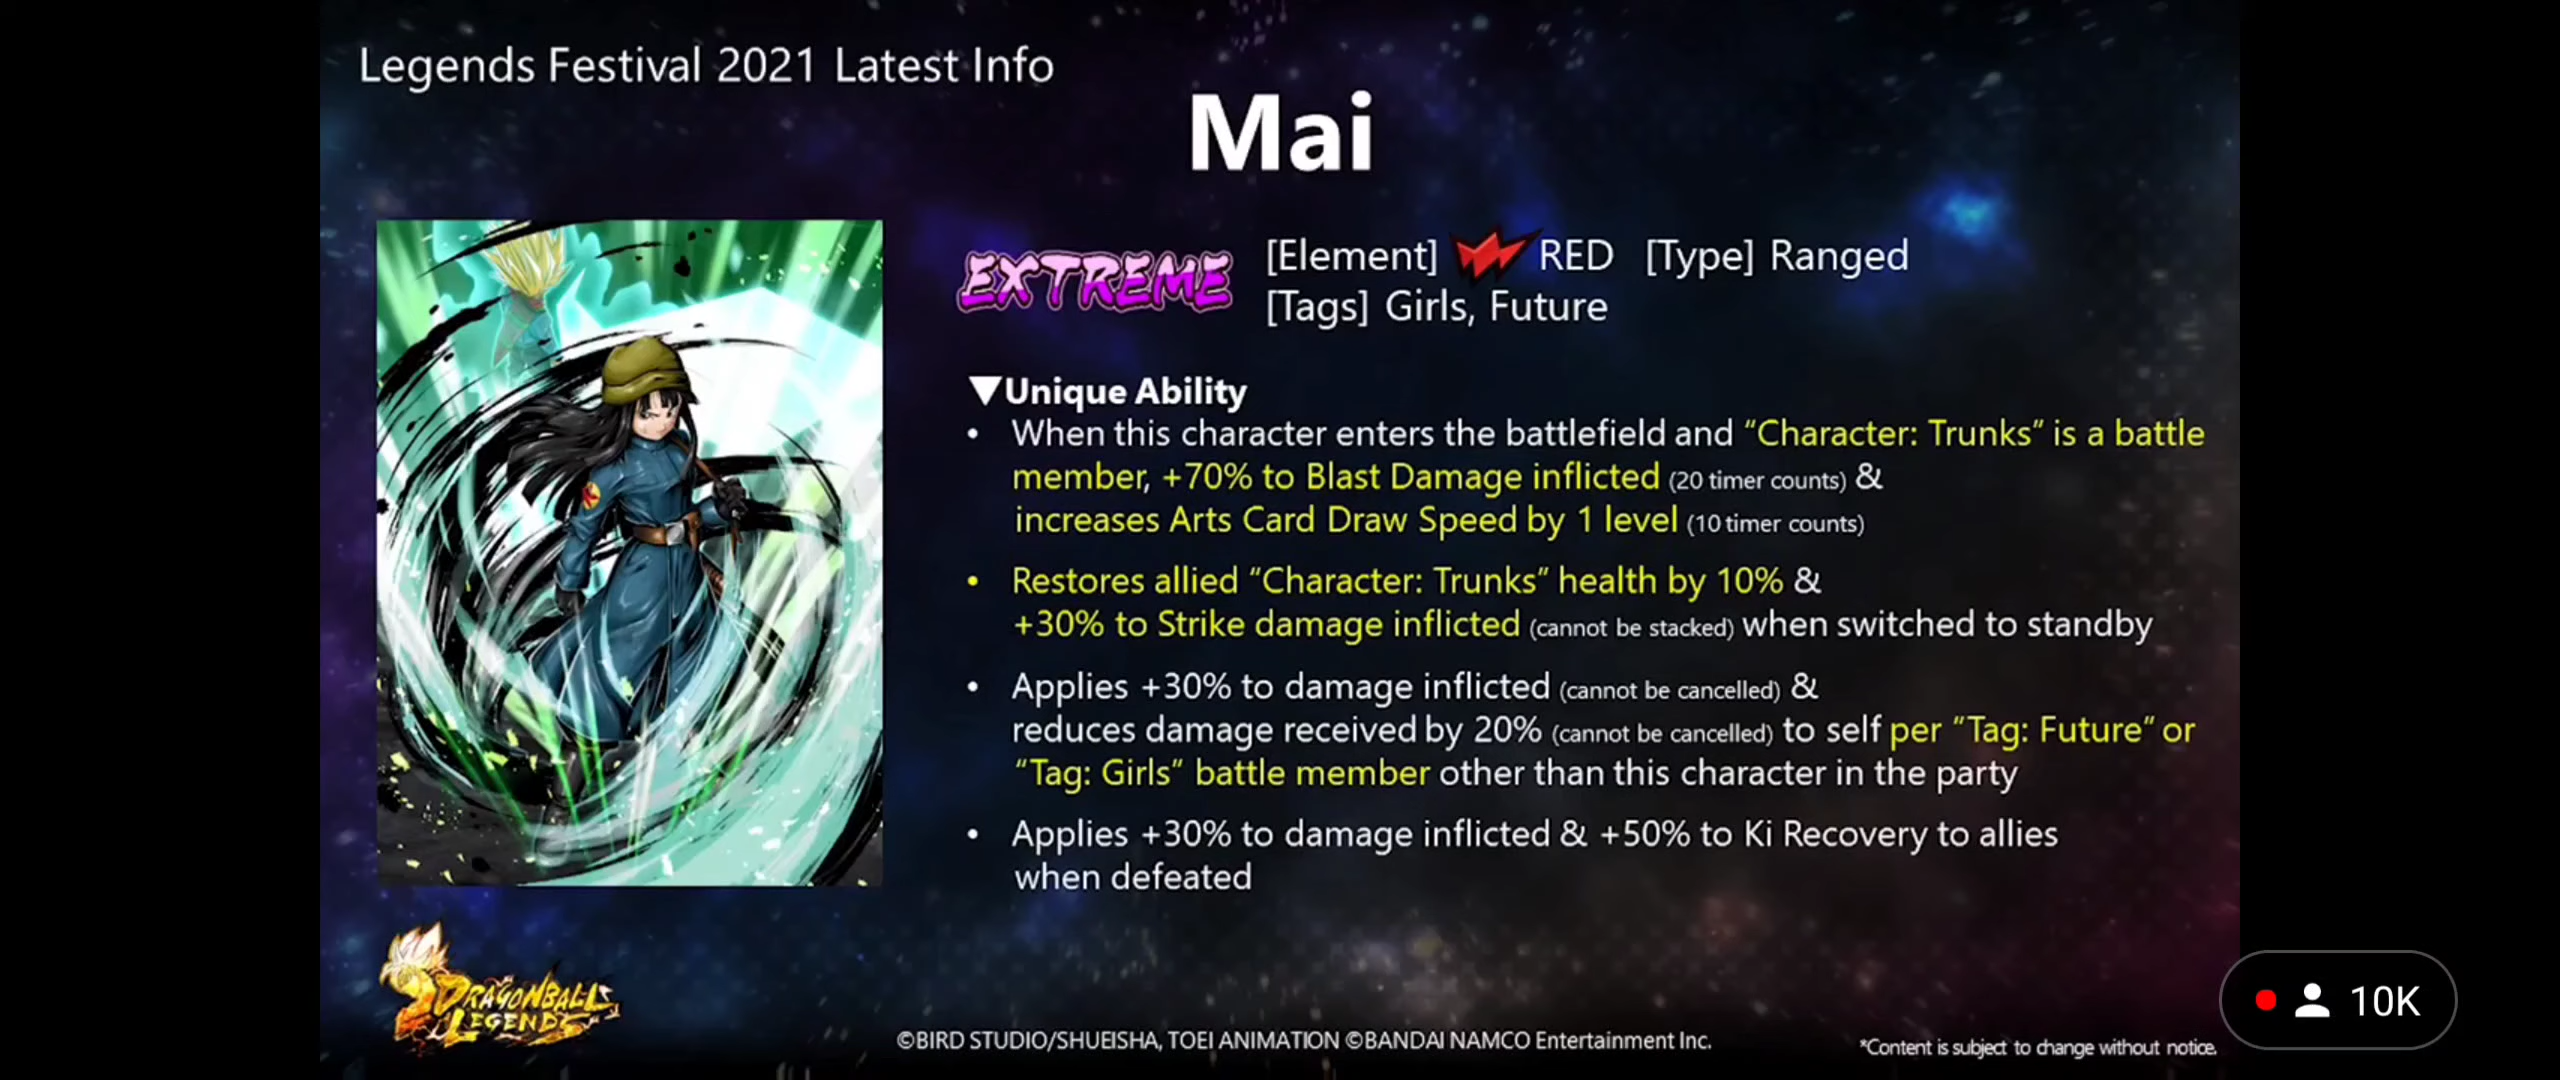 Legends Festival 2021 Latest Info
Mai
EXTREME
[Element] RED [Type] Ranged
[Tags] Girls, Future
▼Unique Ability
• When this character enters the battlefield and “Character: Trunks” is a battle
member, +70% to Blast Damage inflicted (20 timer counts) &
increases Arts Card Draw Speed by 1 level (10 timer counts)
• Restores allied “Character: Trunks” health by 10% &
+30% to Strike damage inflicted (cannot be stacked) when switched to standby
• Applies +30% to damage inflicted (cannot be cancelled) &
reduces damage received by 20% (cannot be cancelled) to self per “Tag: Future” or
“Tag: Girls” battle member other than this character in the party
• Applies +30% to damage inflicted & +50% to Ki Recovery to allies
when defeated
DRAGONBALL
LEGENDS
©BIRD STUDIO/SHUEISHA, TOEI ANIMATION ©BANDAI NAMCO Entertainment Inc.
*Content is subject to change without notice.
10K